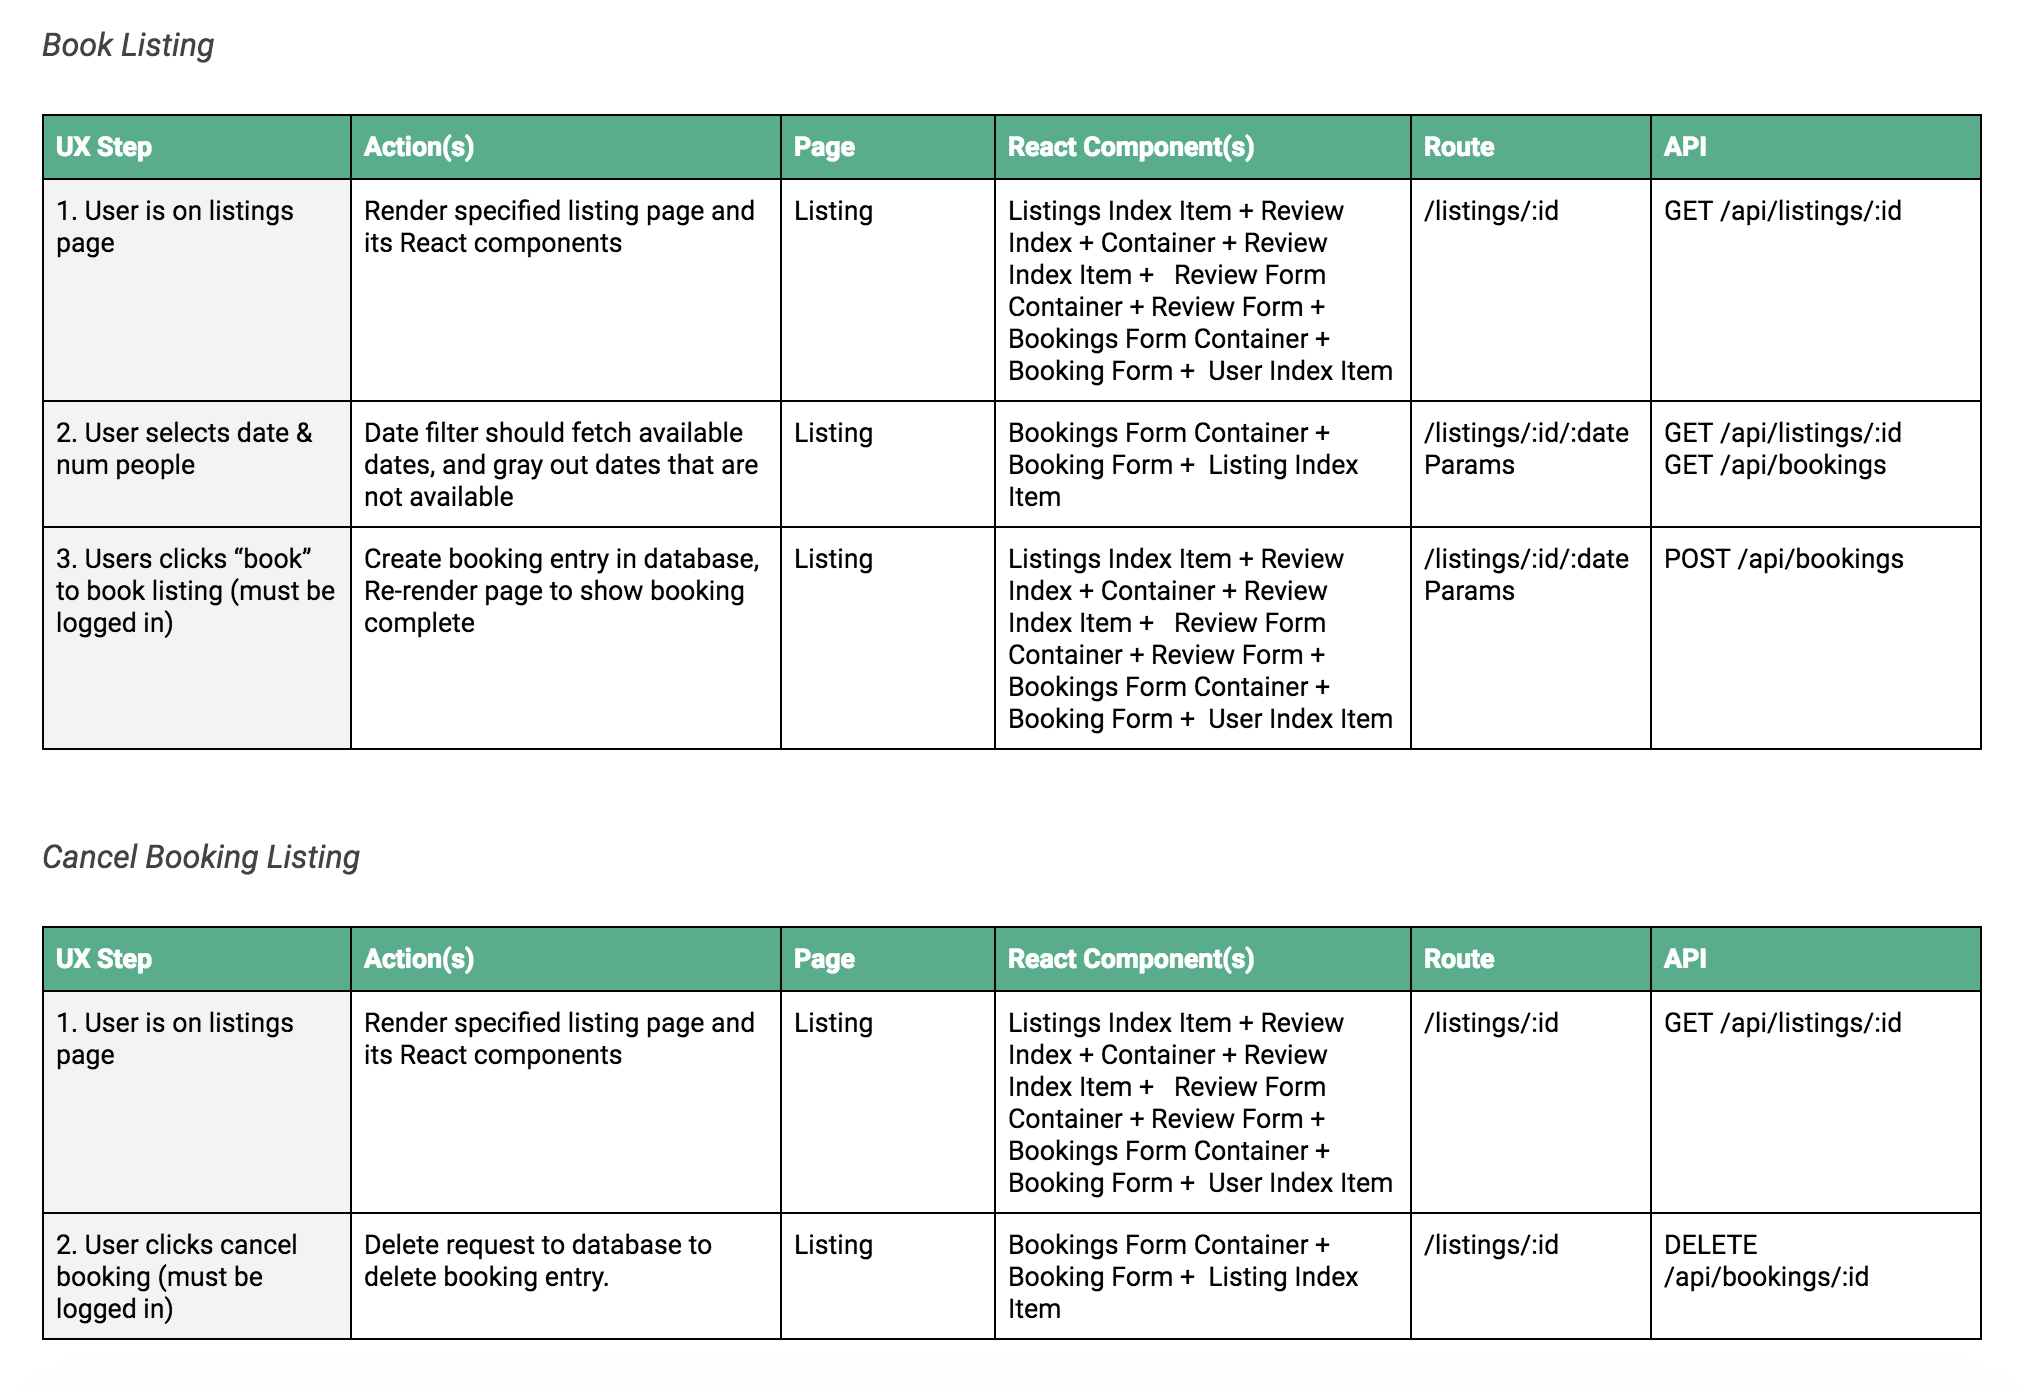 Book Listing
UX Step
Action(s)
Page
React Component(s)
Route
API
1. User is on listings
page
Render specified listing page and
its React components
Listing
Listings Index Item + Review
Index + Container + Review
Index Item +   Review Form
Container + Review Form +
Bookings Form Container +
Booking Form +  User Index Item
/listings/:id
GET /api/listings/:id
2. User selects date &
num people
Date filter should fetch available
dates, and gray out dates that are
not available
Listing
Bookings Form Container +
Booking Form +  Listing Index
Item
/listings/:id/:date
Params
GET /api/listings/:id
GET /api/bookings
3. Users clicks “book”
to book listing (must be
logged in)
Create booking entry in database,
Re-render page to show booking
complete
Listing
Listings Index Item + Review
Index + Container + Review
Index Item +   Review Form
Container + Review Form +
Bookings Form Container +
Booking Form +  User Index Item
/listings/:id/:date
Params
POST /api/bookings
Cancel Booking Listing
UX Step
Action(s)
Page
React Component(s)
Route
API
1. User is on listings
page
Render specified listing page and
its React components
Listing
Listings Index Item + Review
Index + Container + Review
Index Item +   Review Form
Container + Review Form +
Bookings Form Container +
Booking Form +  User Index Item
/listings/:id
GET /api/listings/:id
2. User clicks cancel
booking (must be
logged in)
Delete request to database to
delete booking entry.
Listing
Bookings Form Container +
Booking Form +  Listing Index
Item
/listings/:id
DELETE
/api/bookings/:id